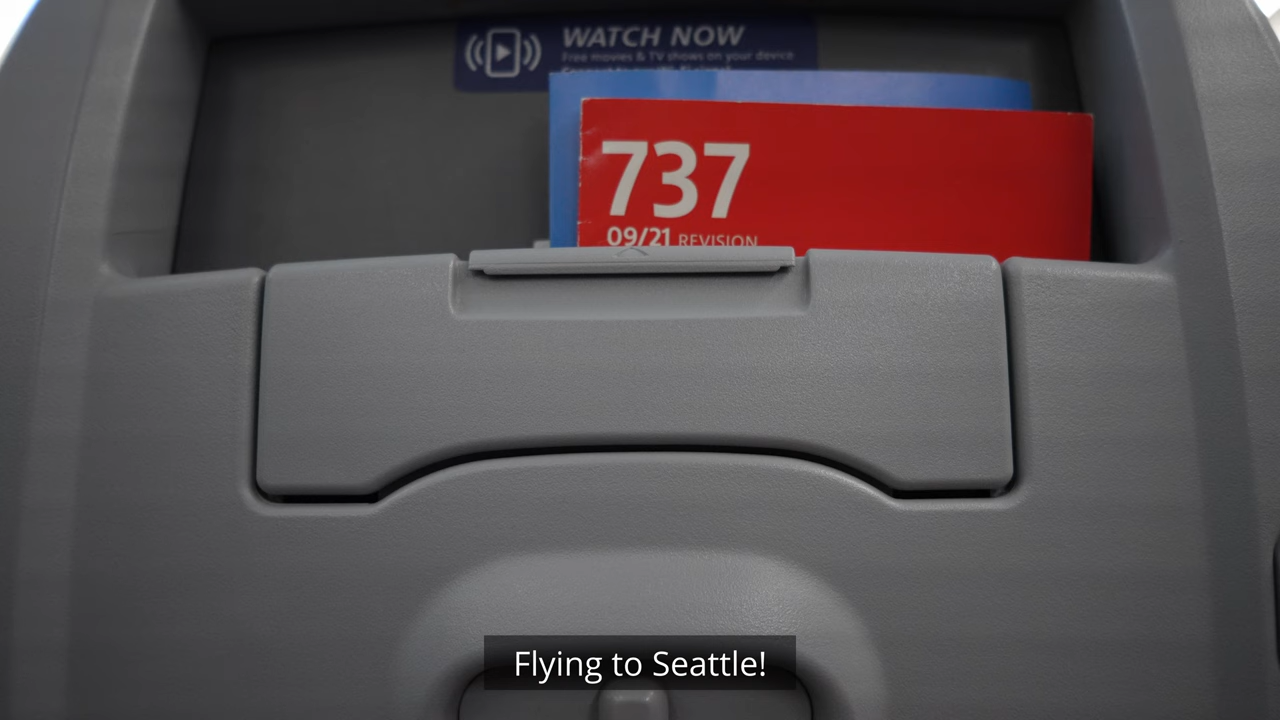 WATCH NOW
Free movies & TV shows on your device
737
09/21 REVISION
Flying to Seattle!